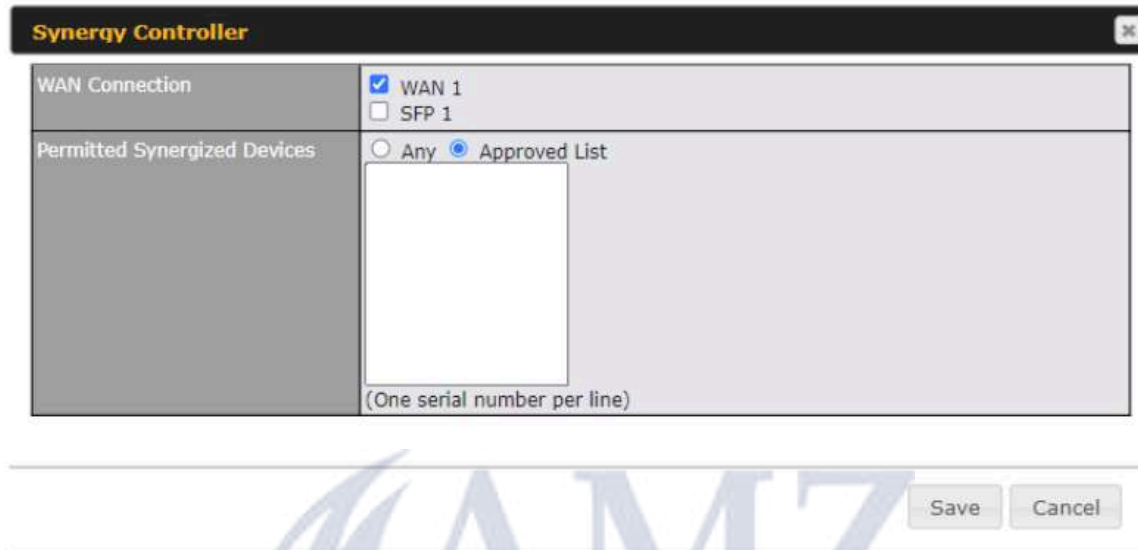 Synergy Controller
WAN Connection
WAN 1
SFP 1
Permitted Synergized Devices
Any Approved List
(One serial number per line)
AMZ
Save Cancel